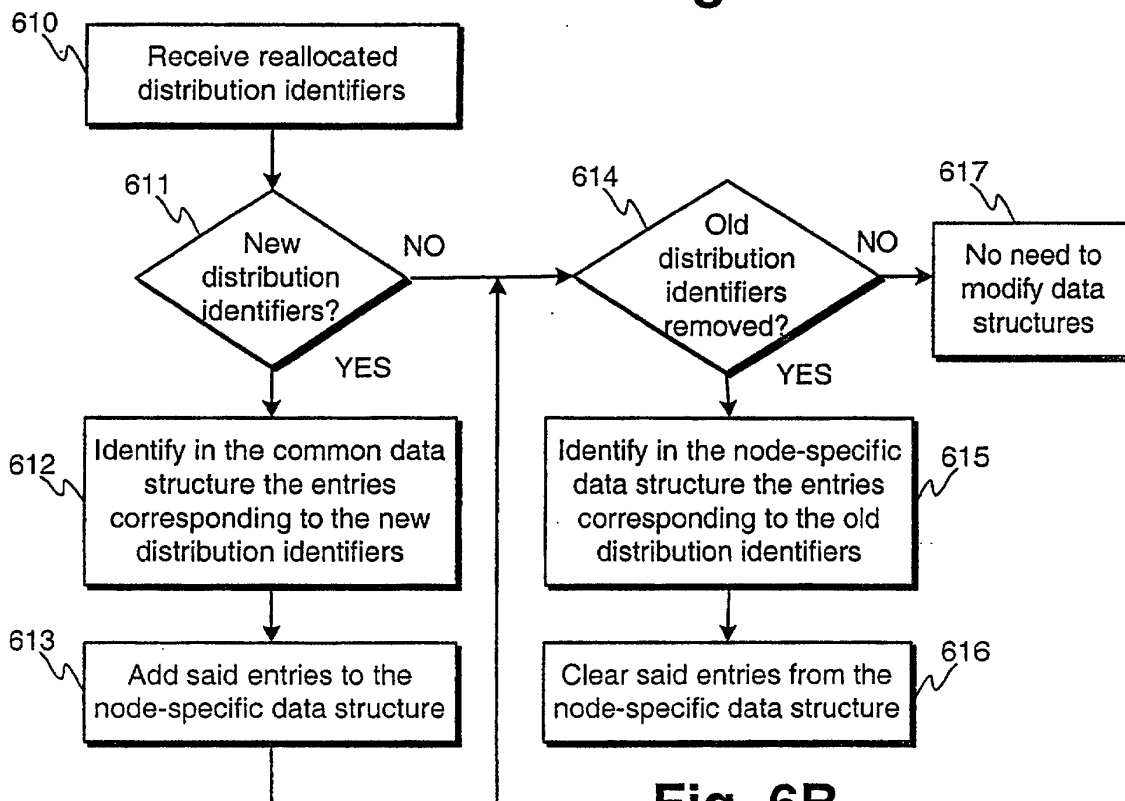 610
Receive reallocated
distribution identifiers
611
New
distribution
identifiers?
NO
YES
614
Old
distribution
identifiers
removed?
NO
YES
617
No need to
modify data
structures
612
Identify in the common data
structure the entries
corresponding to the new
distribution identifiers
615
Identify in the node-specific
data structure the entries
corresponding to the old
distribution identifiers
613
Add said entries to the
node-specific data structure
616
Clear said entries from the
node-specific data structure
Fig. 6B